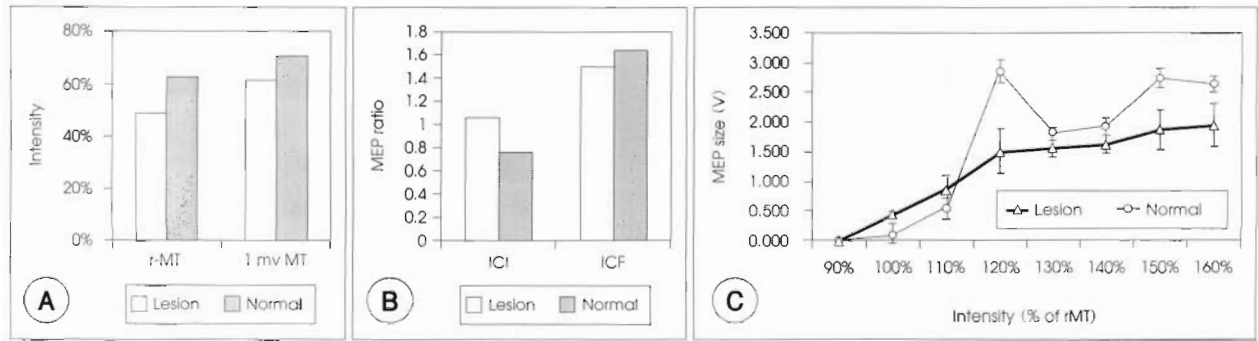 80%
60%
40%
20%
0%
Intensity
r-MT 1 mv MT
Lesion Normal
A
1.8
1.6
1.4
1.2
1
0.8
0.6
0.4
0.2
0
MEP ratio
ICI ICF
Lesion Normal
B
3.500
3.000
2.500
2.000
1.500
1.000
0.500
0.000
MEP size (V)
Lesion Normal
90% 100% 110% 120% 130% 140% 150% 160%
Intensity (% of rMT)
C